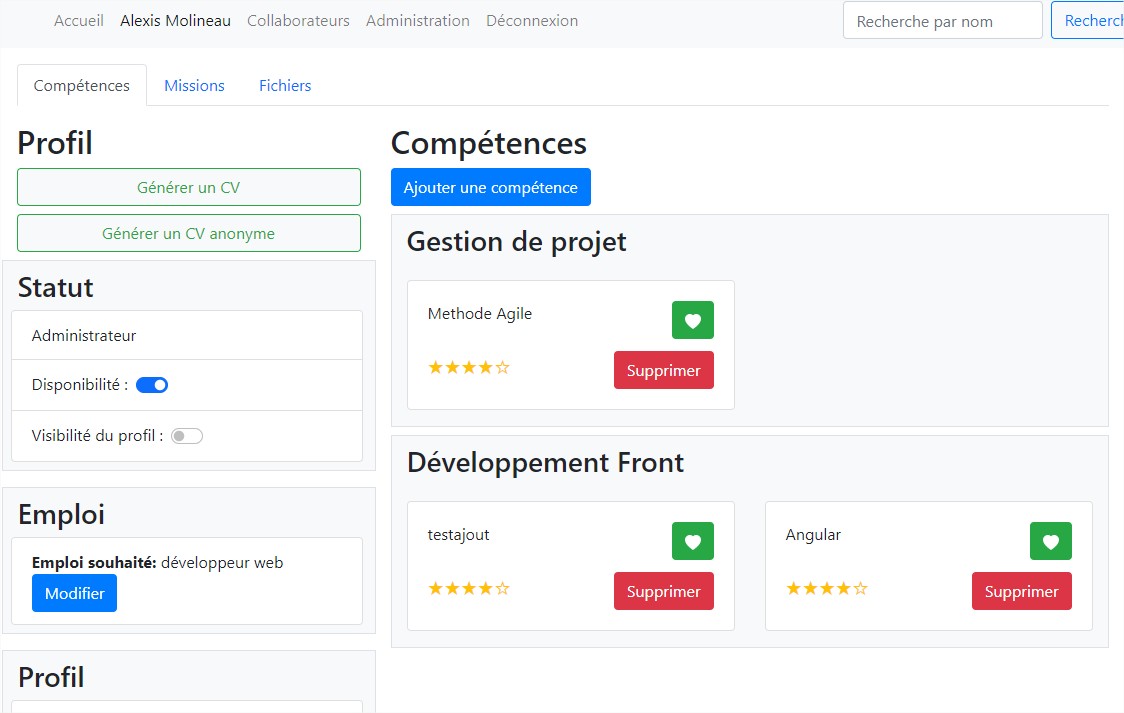 Accueil Alexis Molineau Collaborateurs Administration Déconnexion Recherche par nom
Compétences Missions Fichiers
Profil
Générer un CV
Générer un CV anonyme
Statut
Administrateur
Disponibilité :
Visibilité du profil :
Emploi
Emploi souhaité: développeur web
Modifier
Profil
Compétences
Ajouter une compétence
Gestion de projet
Methode Agile
★★★★☆ Supprimer
Développement Front
testajout
★★★★☆ Supprimer
Angular
★★★★☆ Supprimer